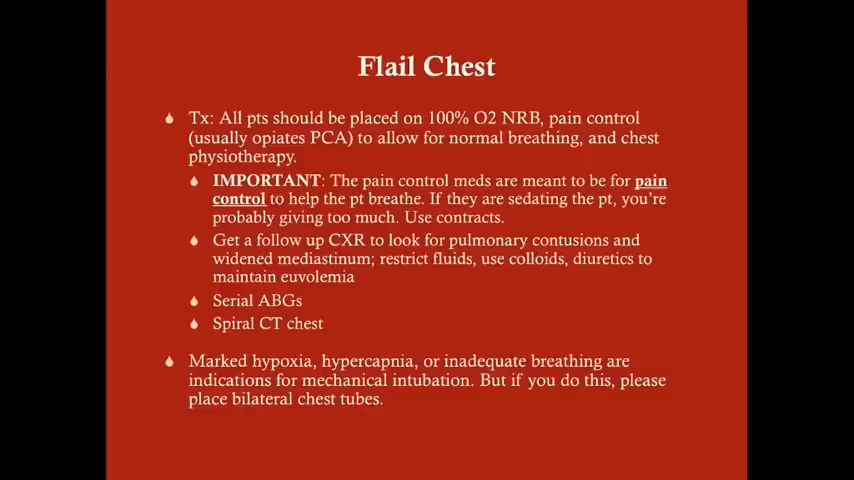 Flail Chest
Tx: All pts should be placed on 100% O2 NRB, pain control
(usually opiates PCA) to allow for normal breathing, and chest
physiotherapy.
IMPORTANT: The pain control meds are meant to be for pain
control to help the pt breathe. If they are sedating the pt, you're
probably giving too much. Use contracts.
Get a follow up CXR to look for pulmonary contusions and
widened mediastinum; restrict fluids, use colloids, diuretics to
maintain euvolemia
Serial ABGs
Spiral CT chest
Marked hypoxia, hypercapnia, or inadequate breathing are
indications for mechanical intubation. But if you do this, please
place bilateral chest tubes.